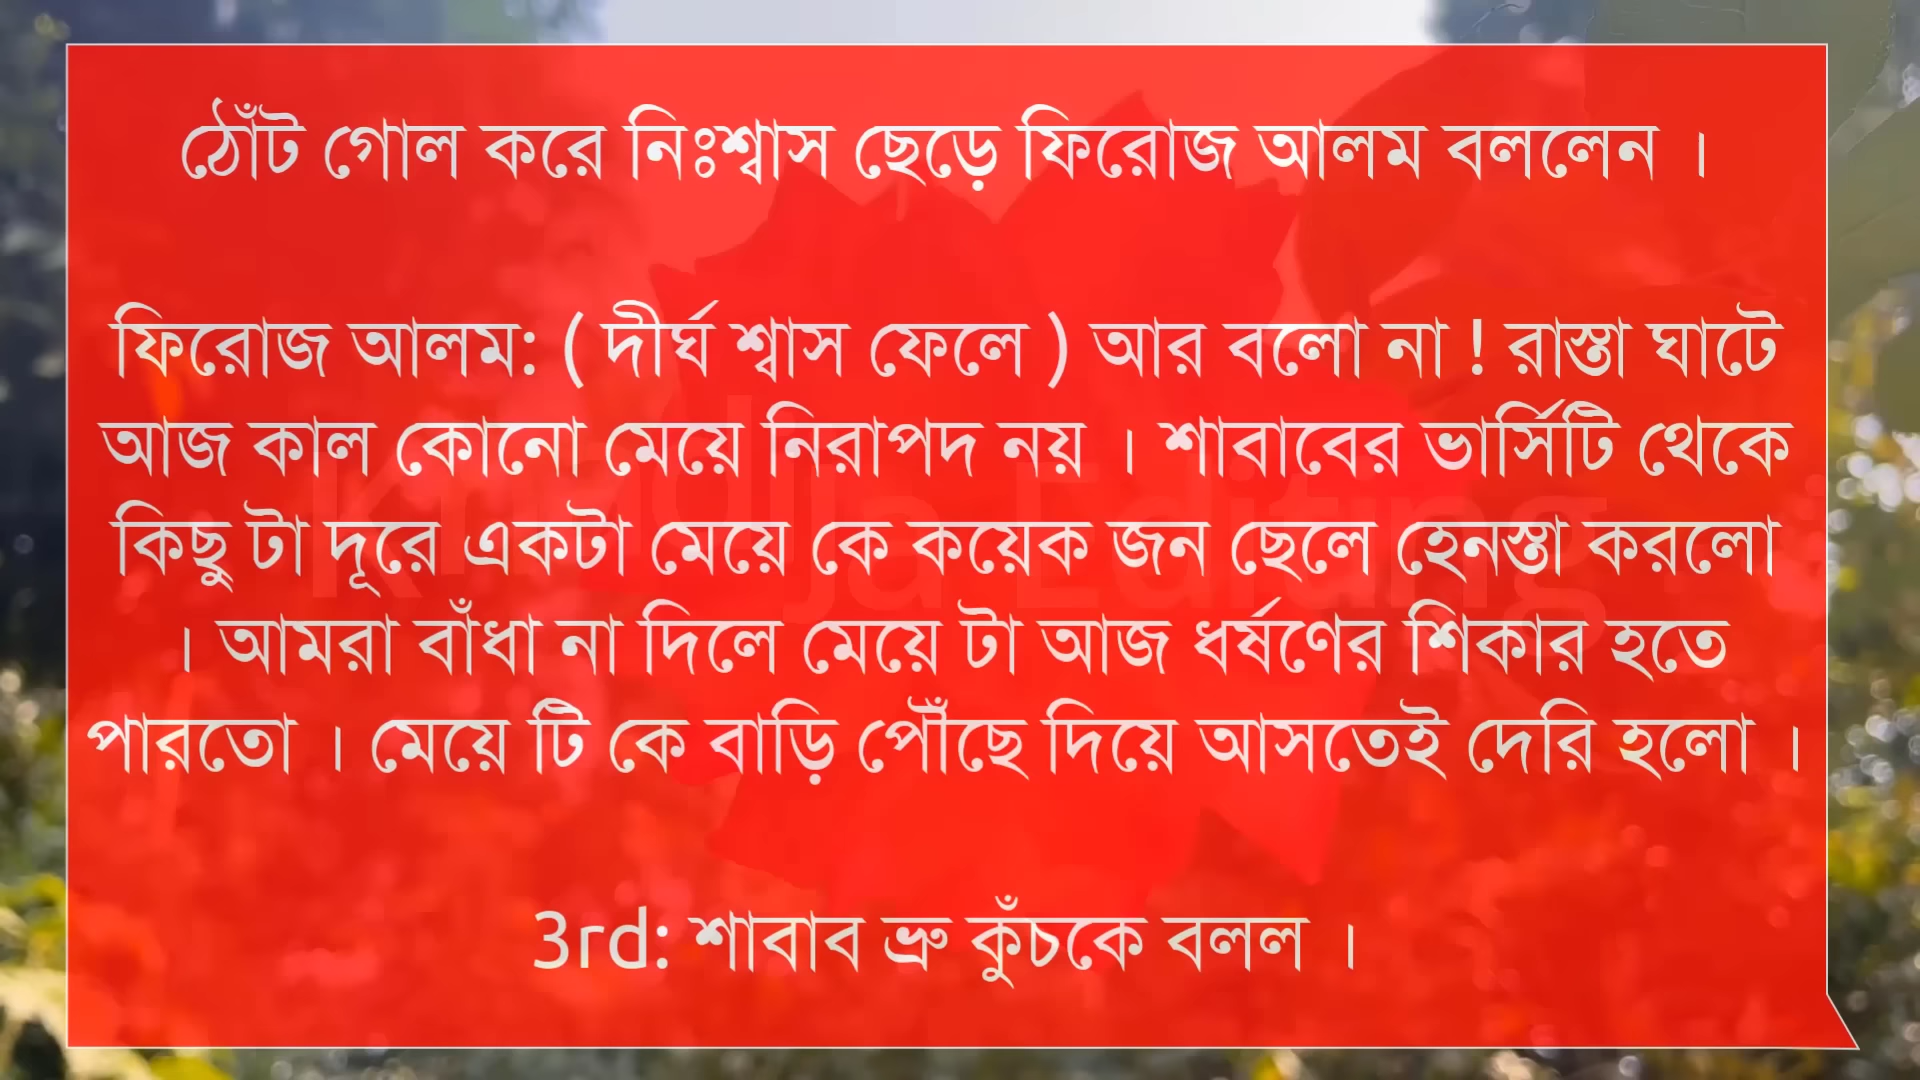 ঠোঁট গোল করে নিঃশ্বাস ছেড়ে ফিরোজ আলম বললেন ।
ফিরোজ আলম: ( দীর্ঘ শ্বাস ফেলে ) আর বলো না ! রাস্তা ঘাটে
আজ কাল কোনো মেয়ে নিরাপদ নয় । শাবাবের ভার্সিটি থেকে
কিছু টা দূরে একটা মেয়ে কে কয়েক জন ছেলে হেনস্তা করলো
। আমরা বাঁধা না দিলে মেয়ে টা আজ ধর্ষণের শিকার হতে
পারতো । মেয়ে টি কে বাড়ি পৌঁছে দিয়ে আসতেই দেরি হলো ।
3rd: শাবাব ভ্রু কুঁচকে বলল ।